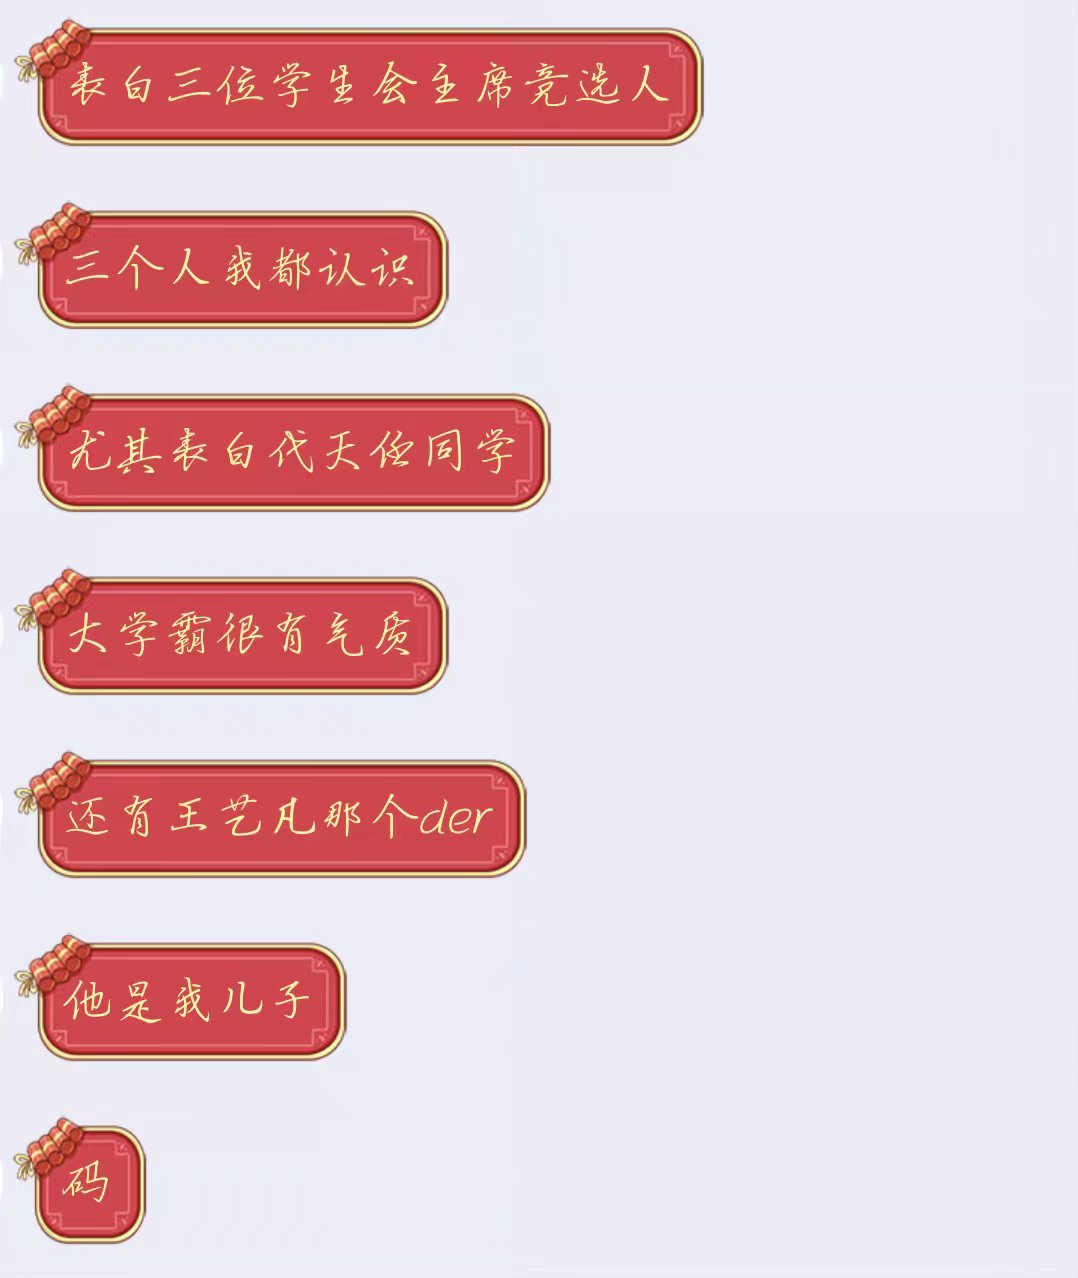 表白三位学生会主席竞选人
三个人我都认识
尤其表白代天任同学
大学霸很有气质
还有王艺凡那个der
他是我儿子
码